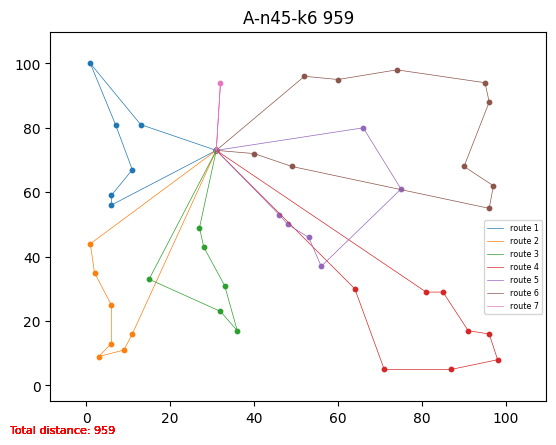 A-n45-k6 959
100
80
60
40
20
0
route 1
route 2
route 3
route 4
route 5
route 6
route 7
0 20 40 60 80 100
Total distance: 959